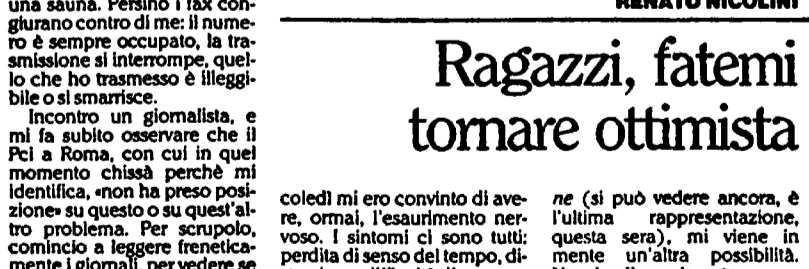 una sauna. Persino i fax con-
giurano contro di me: il nume-
ro è sempre occupato, la tra-
smissione si interrompe, quel-
lo che ho trasmesso è illeggi-
bile o si smarrisce.
Incontro un giornalista, e
mi fa subito osservare che il
Pci a Roma, con cui in quel
momento chissà perchè mi
identifica, «non ha preso posi-
zione» su questo o su quest'al-
tro problema. Per scrupolo,
comincio a leggere frenetica-
mente i giornali, per vedere se
RENATO NICOLINI
Ragazzi, fatemi
tornare ottimista
coledì mi ero convinto di ave-
re, ormai, l'esaurimento ner-
voso. I sintomi ci sono tutti:
perdita di senso del tempo, di-
ne (si può vedere ancora, è
l'ultima rappresentazione,
questa sera), mi viene in
mente un'altra possibilità.